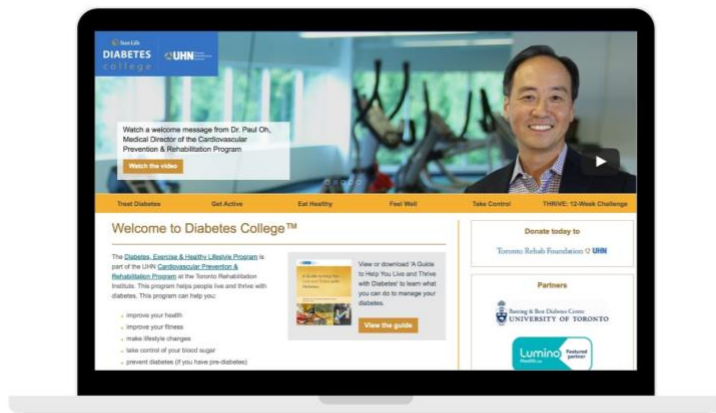 Sun Life
DIABETES
college
UHN
Watch a welcome message from Dr. Paul Oh,
Medical Director of the Cardiovascular
Prevention & Rehabilitation Program
Watch the video
Treat Diabetes
Get Active
Eat Healthy
Feel Well
Take Control
THRiVE: 12-Week Challenge
Welcome to Diabetes College™
The Diabetes, Exercise & Healthy Lifestyle Program is
part of the UHN Cardiovascular Prevention &
Rehabilitation Program at the Toronto Rehabilitation
Institute. This program helps people live and thrive with
diabetes. This program can help you:
improve your health
improve your fitness
make lifestyle changes
take control of your blood sugar
prevent diabetes (if you have pre-diabetes)
View or download 'A Guide
to Help You Live and Thrive
with Diabetes' to learn what
you can do to manage your
diabetes.
View the guide
Donate today to
Toronto Rehab Foundation UHN
Partners
Banting & Best Diabetes Centre
UNIVERSITY OF TORONTO
Lumino
Health
Featured
partner